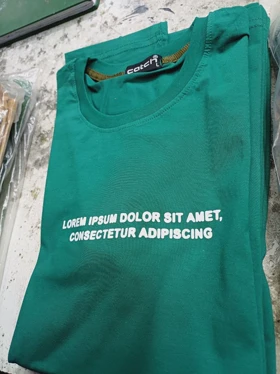 LOREM IPSUM DOLOR SIT AMET,
CONSECTETUR ADIPISCING